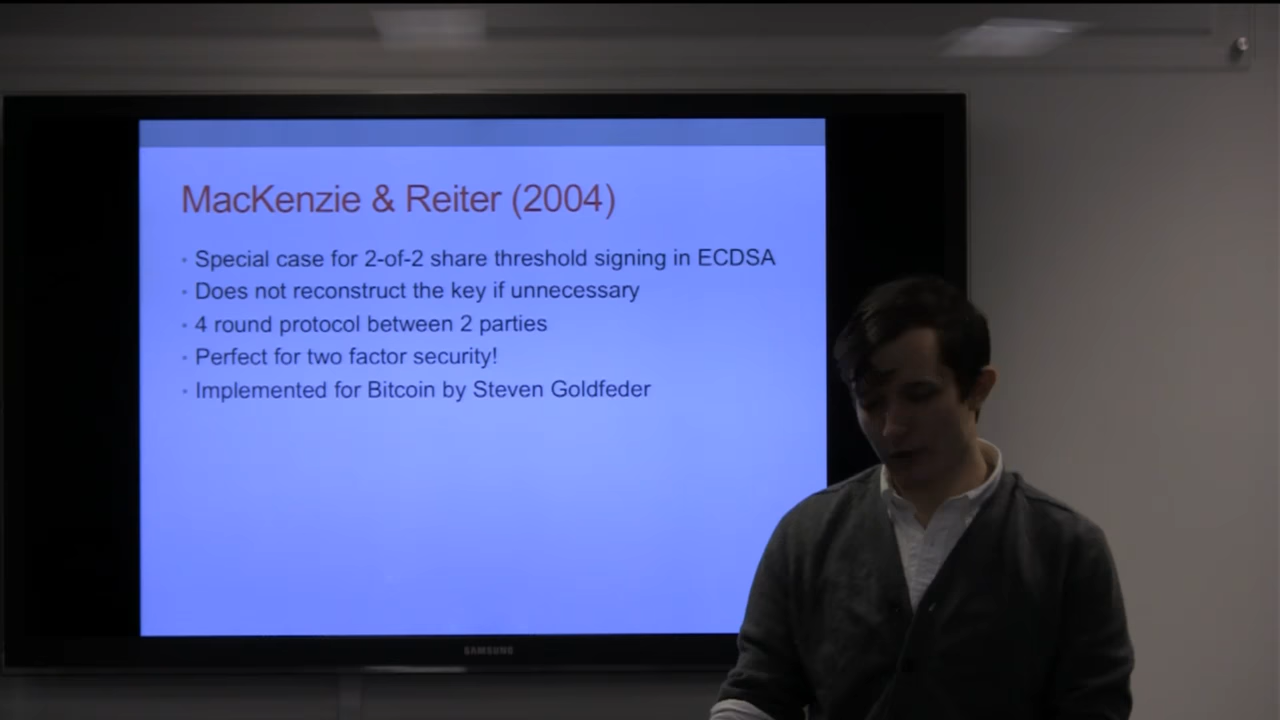 MacKenzie & Reiter (2004)
• Special case for 2-of-2 share threshold signing in ECDSA
• Does not reconstruct the key if unnecessary
• 4 round protocol between 2 parties
• Perfect for two factor security!
• Implemented for Bitcoin by Steven Goldfeder
SAMSUNG